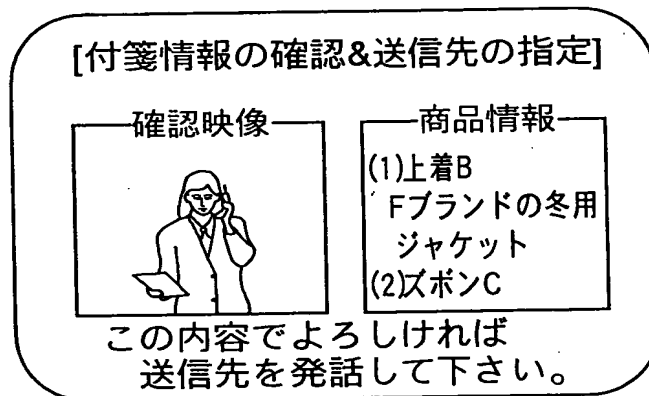 [付箋情報の確認&送信先の指定]
確認映像
商品情報
(1)上着B
Fブランドの冬用
ジャケット
(2)ズボンC
この内容でよろしければ
送信先を発話して下さい。